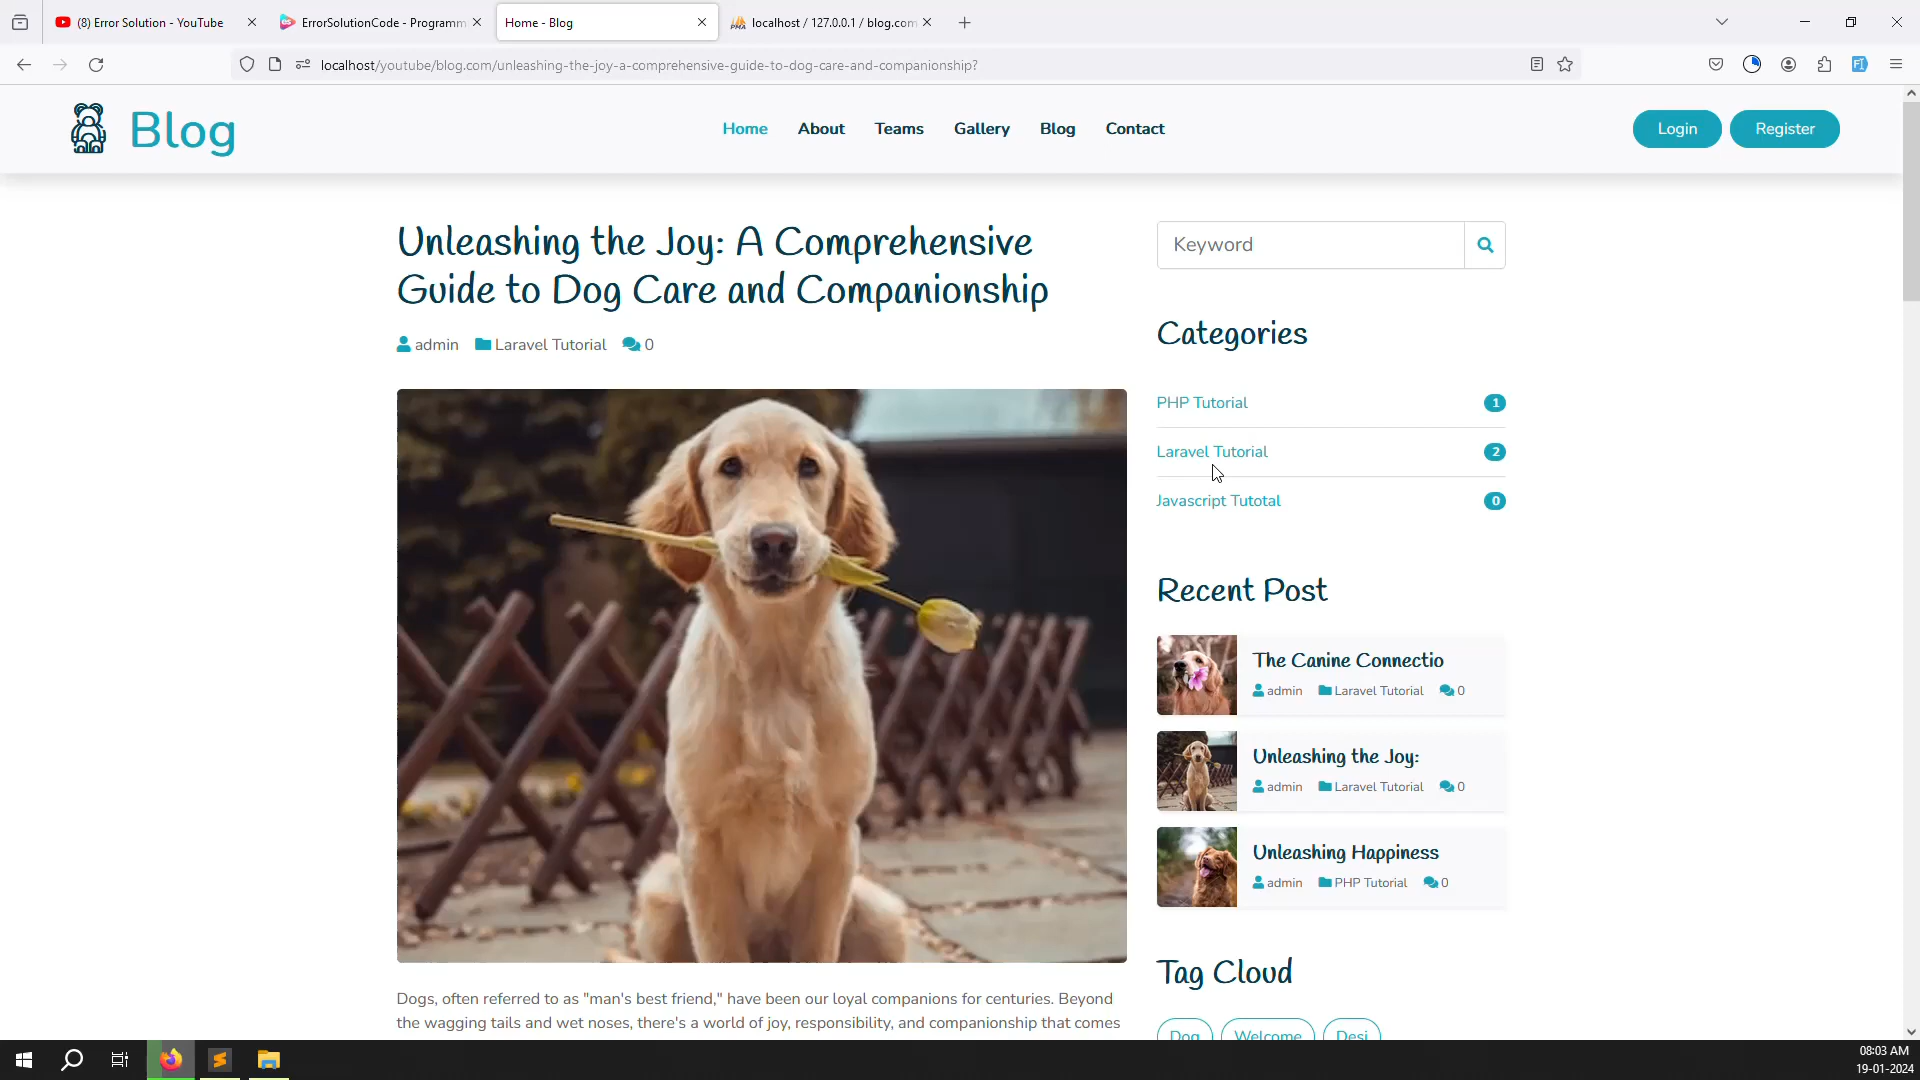 (8) Error Solution - YouTube
ErrorSolutionCode - Programm
Home - Blog
localhost / 127.0.0.1 / blog.com
localhost/youtube/blog.com/unleashing-the-joy-a-comprehensive-guide-to-dog-care-and-companionship?
Blog
Home
About
Teams
Gallery
Blog
Contact
Login
Register
Unleashing the Joy: A Comprehensive
Guide to Dog Care and Companionship
admin Laravel Tutorial 0
Dogs, often referred to as "man's best friend," have been our loyal companions for centuries. Beyond
the wagging tails and wet noses, there's a world of joy, responsibility, and companionship that comes
Keyword
Categories
PHP Tutorial 1
Laravel Tutorial 2
Javascript Tutotal 0
Recent Post
The Canine Connectio
admin Laravel Tutorial 0
Unleashing the Joy:
admin Laravel Tutorial 0
Unleashing Happiness
admin PHP Tutorial 0
Tag Cloud
Dog Welcome Desi
08:03 AM
19-01-2024